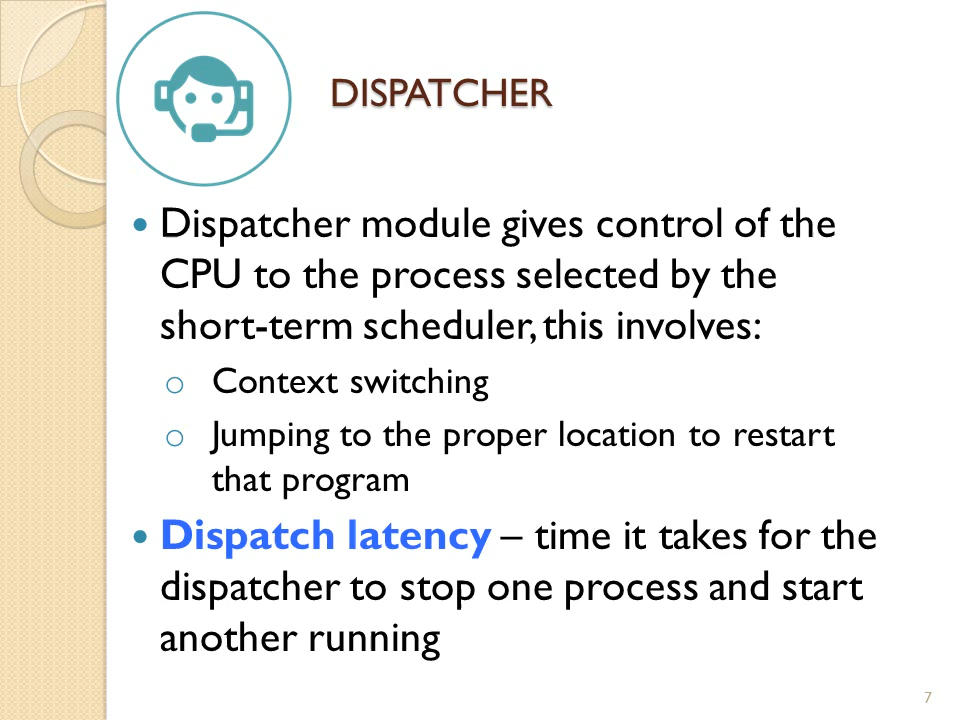 DISPATCHER
• Dispatcher module gives control of the
CPU to the process selected by the
short-term scheduler, this involves:
o Context switching
o Jumping to the proper location to restart
that program
• Dispatch latency – time it takes for the
dispatcher to stop one process and start
another running
7